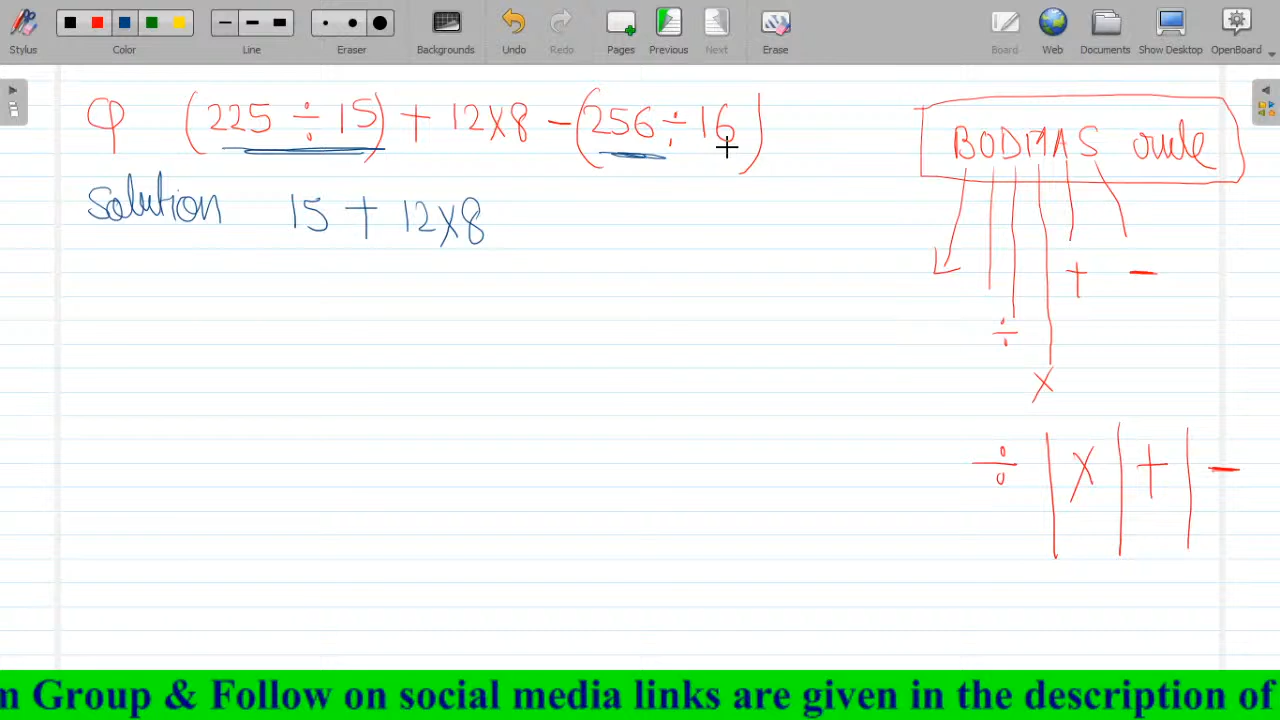 Stylus
Color
Line
Eraser
Backgrounds
Undo
Redo
Pages
Previous
Next
Erase
Board
Web
Documents
Show Desktop
OpenBoard
Q (225 ÷ 15) + 12x8 - (256 ÷ 16)
BODMAS rule
Solution 15 + 12x8
+ -
÷
x
÷ | x | + | -
m Group & Follow on social media links are given in the description of